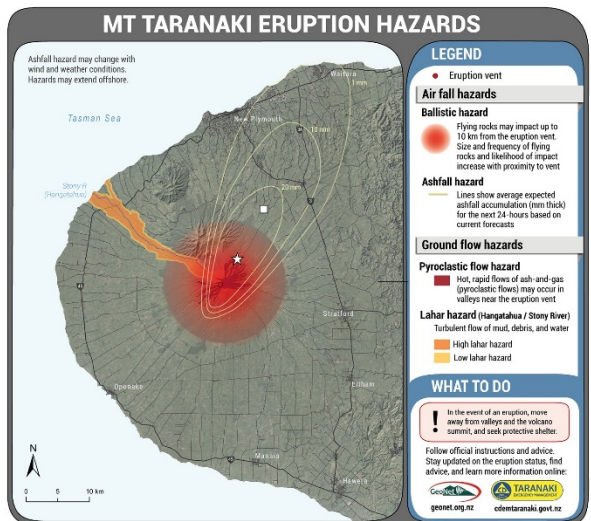 MT TARANAKI ERUPTION HAZARDS
Ashfall hazard may change with
wind and weather conditions.
Hazards may extend offshore.
Tasman Sea
Waitara
1 mm
New Plymouth
10 mm
20 mm
Stony R
(Hangatahua)
Stratford
Opunake
Eltham
Manaia
Hawera
N
0 5 10 km
LEGEND
Eruption vent
Air fall hazards
Ballistic hazard
Flying rocks may impact up to
10 km from the eruption vent.
Size and frequency of flying
rocks and likelihood of impact
increase with proximity to vent
Ashfall hazard
Lines show average expected
ashfall accumulation (mm thick)
for the next 24-hours based on
current forecasts
Ground flow hazards
Pyroclastic flow hazard
Hot, rapid flows of ash-and-gas
(pyroclastic flows) may occur in
valleys near the eruption vent
Lahar hazard (Hangatahua / Stony River)
Turbulent flow of mud, debris, and water
High lahar hazard
Low lahar hazard
WHAT TO DO
!
In the event of an eruption, move
away from valleys and the volcano
summit, and seek protective shelter.
Follow official instructions and advice.
Stay updated on the eruption status, find
advice, and learn more information online:
GeoNet
TARANAKI
EMERGENCY MANAGEMENT
geonet.org.nz
cdemtaranaki.govt.nz